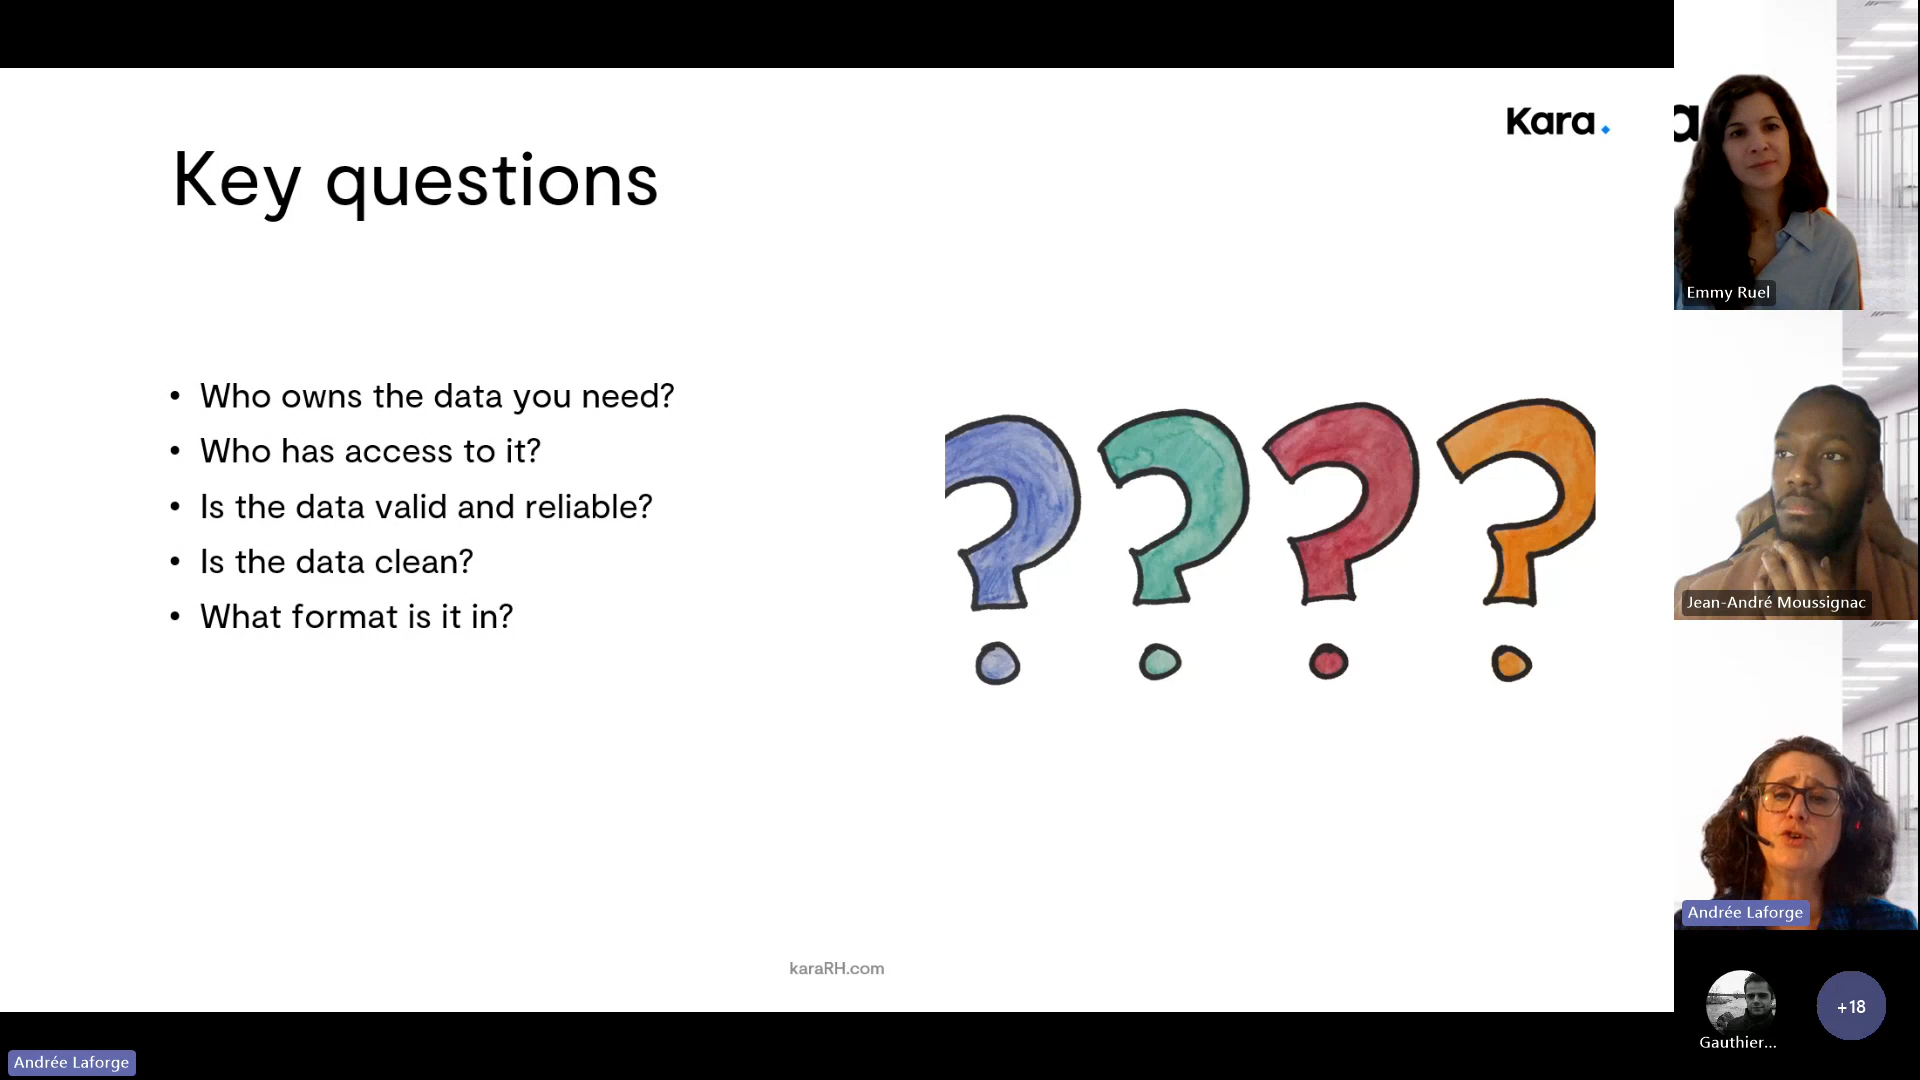 Kara
Key questions
• Who owns the data you need?
• Who has access to it?
• Is the data valid and reliable?
• Is the data clean?
• What format is it in?
karaRH.com
Andrée Laforge
a
Emmy Ruel
Jean-André Moussignac
Andrée Laforge
Gauthier...
+18